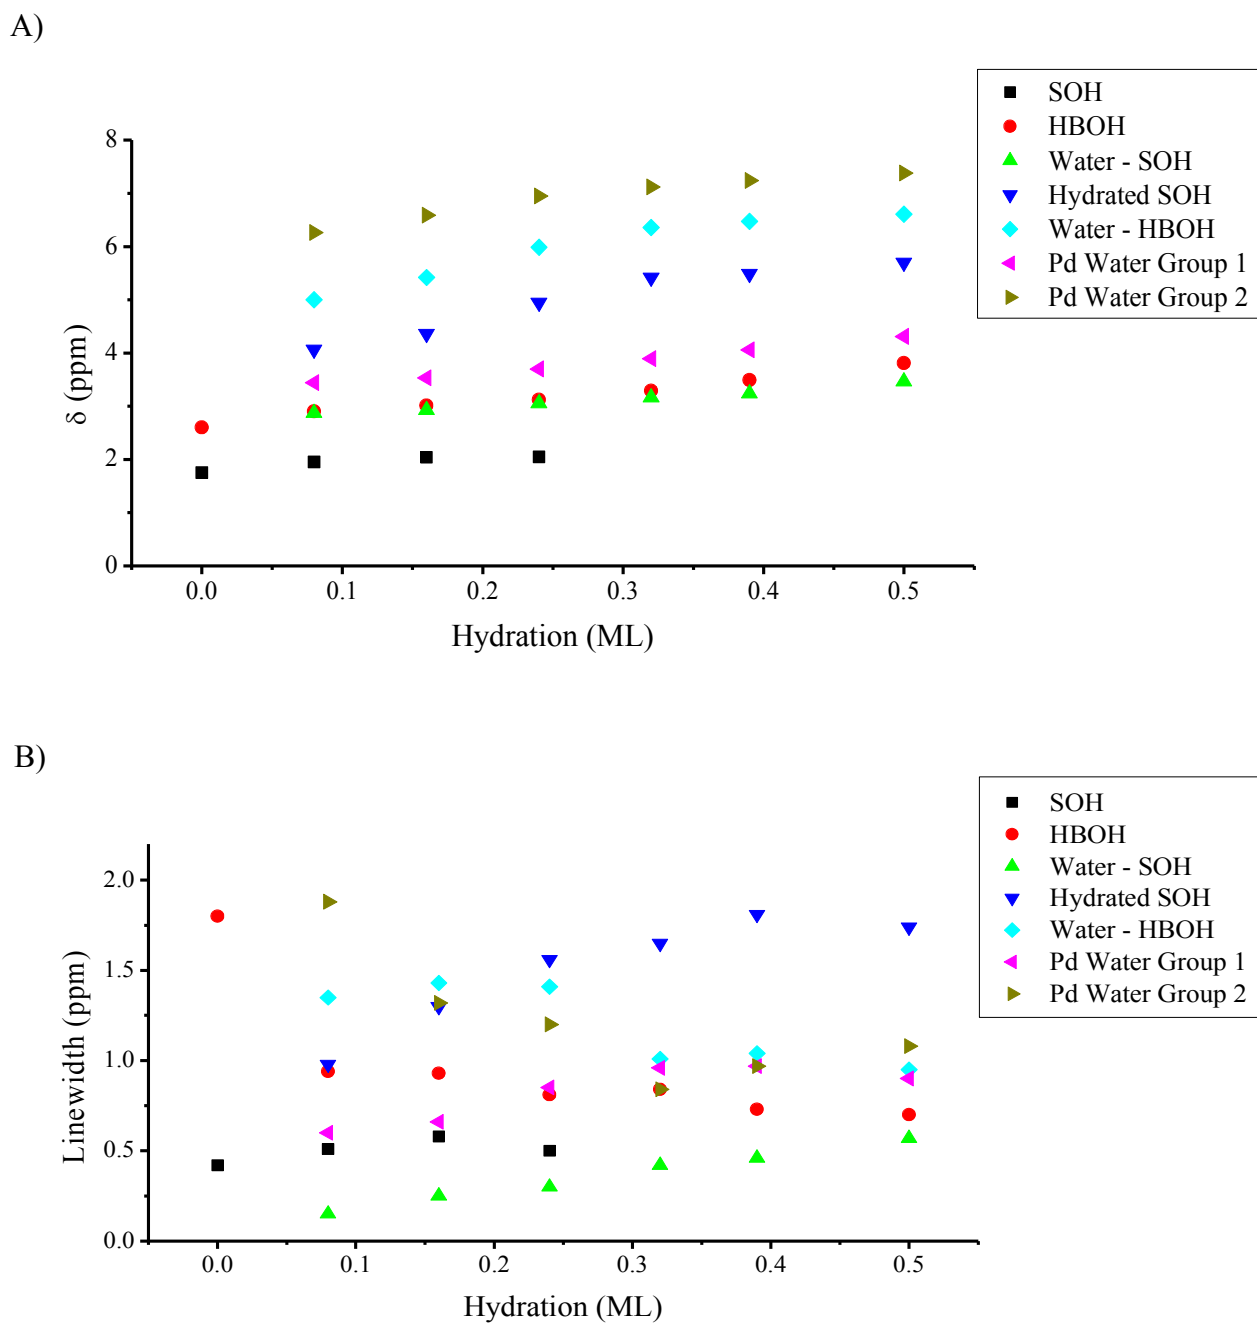 A)
SOH
HBOH
Water - SOH
Hydrated SOH
Water - HBOH
Pd Water Group 1
Pd Water Group 2
8
6
4
2
0
δ (ppm)
0.0 0.1 0.2 0.3 0.4 0.5
Hydration (ML)
B)
SOH
HBOH
Water - SOH
Hydrated SOH
Water - HBOH
Pd Water Group 1
Pd Water Group 2
2.0
1.5
1.0
0.5
0.0
Linewidth (ppm)
0.0 0.1 0.2 0.3 0.4 0.5
Hydration (ML)